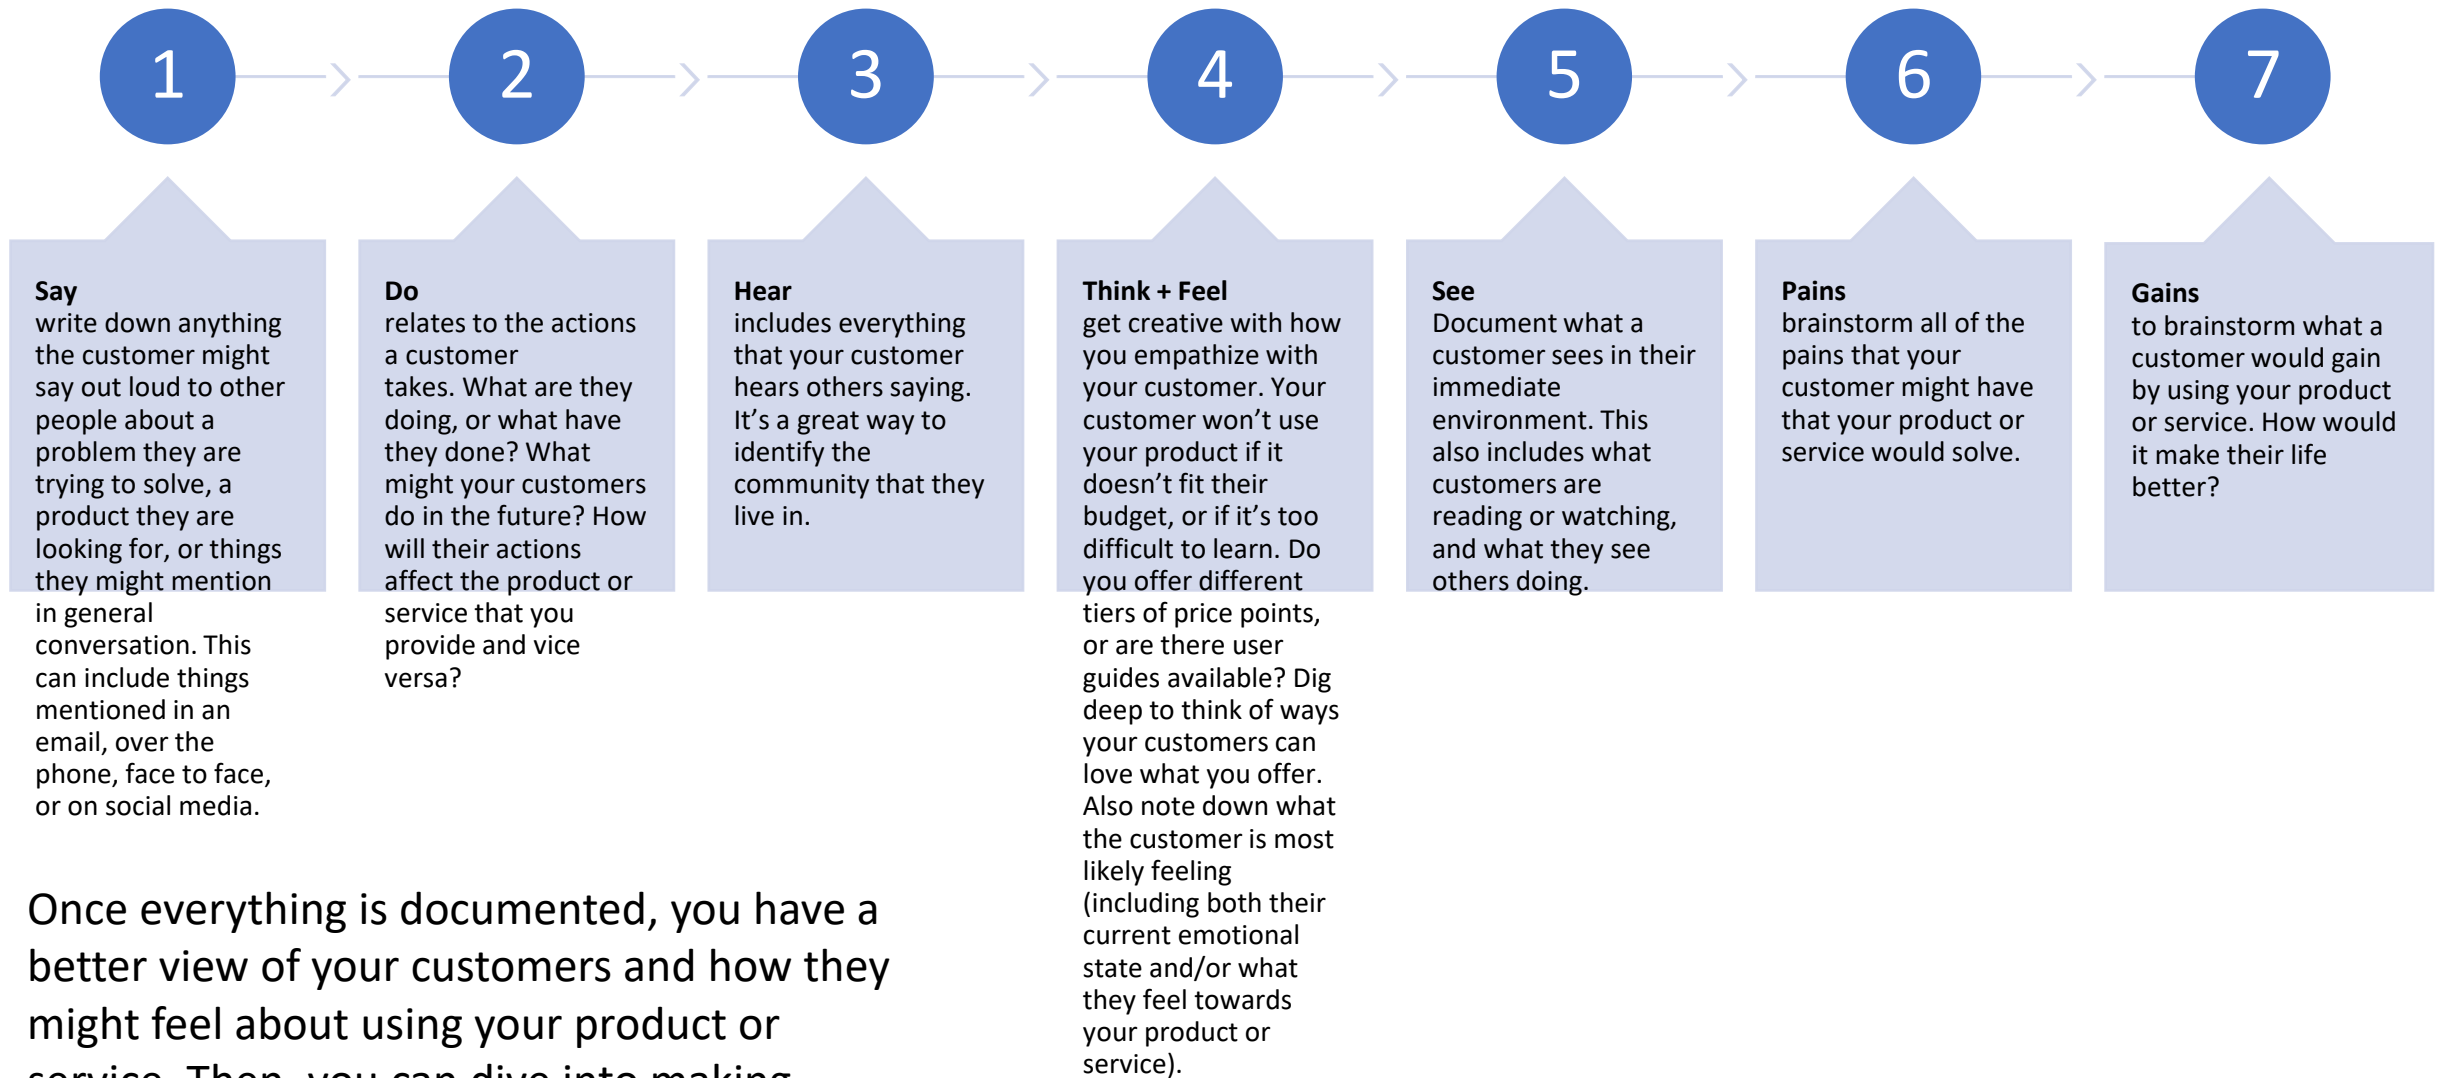 1
2
3
4
5
6
7
Say
write down anything
the customer might
say out loud to other
people about a
problem they are
trying to solve, a
product they are
looking for, or things
they might mention
in general
conversation. This
can include things
mentioned in an
email, over the
phone, face to face,
or on social media.
Do
relates to the actions
a customer
takes. What are they
doing, or what have
they done? What
might your customers
do in the future? How
will their actions
affect the product or
service that you
provide and vice
versa?
Hear
includes everything
that your customer
hears others saying.
It’s a great way to
identify the
community that they
live in.
Think + Feel
get creative with how
you empathize with
your customer. Your
customer won’t use
your product if it
doesn’t fit their
budget, or if it’s too
difficult to learn. Do
you offer different
tiers of price points,
or are there user
guides available? Dig
deep to think of ways
your customers can
love what you offer.
Also note down what
the customer is most
likely feeling
(including both their
current emotional
state and/or what
they feel towards
your product or
service).
See
Document what a
customer sees in their
immediate
environment. This
also includes what
customers are
reading or watching,
and what they see
others doing.
Pains
brainstorm all of the
pains that your
customer might have
that your product or
service would solve.
Gains
to brainstorm what a
customer would gain
by using your product
or service. How would
it make their life
better?
Once everything is documented, you have a
better view of your customers and how they
might feel about using your product or
service. Then, you can dive into making